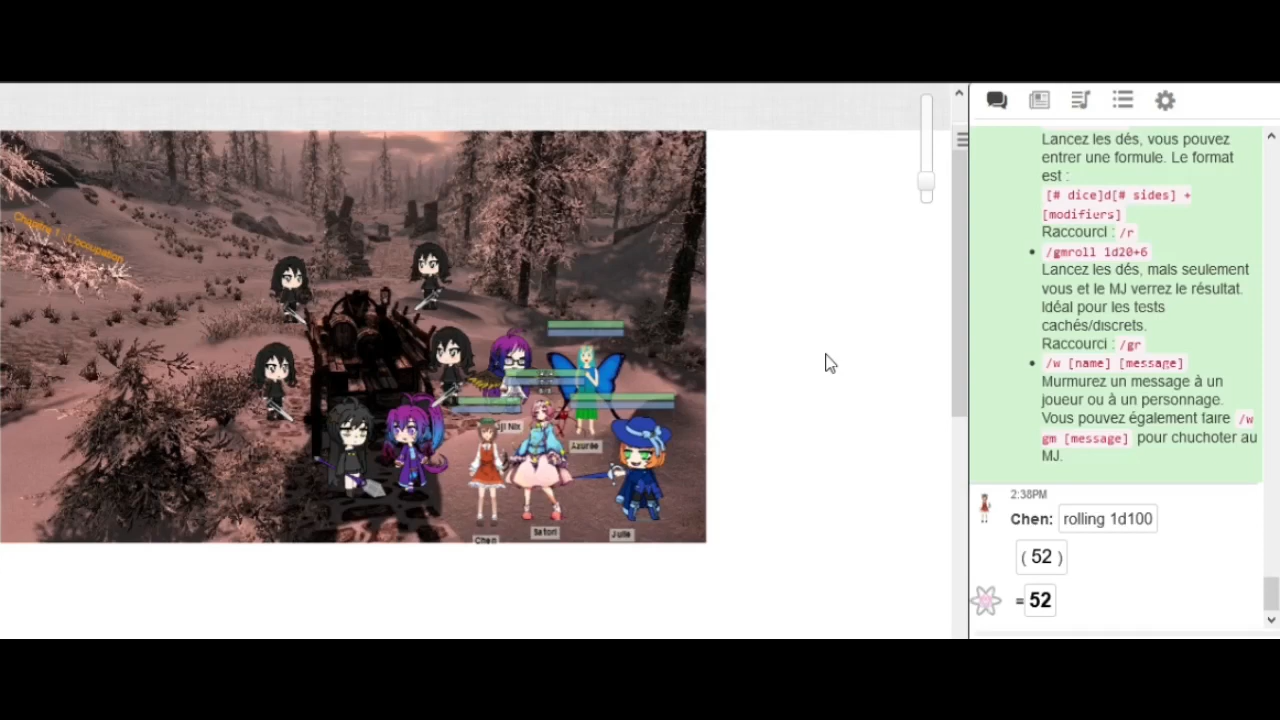 Chapitre 1 : L'occupation
Azurée
Chen
Satori
Julie
Lancez les dés, vous pouvez
entrer une formule. Le format
est :
[# dice]d[# sides] +
[modifiers]
Raccourci : /r
/gmroll 1d20+6
Lancez les dés, mais seulement
vous et le MJ verrez le résultat.
Idéal pour les tests
cachés/discrets.
Raccourci : /gr
/w [name] [message]
Murmurez un message à un
joueur ou à un personnage.
Vous pouvez également faire /w
gm [message] pour chuchoter au
MJ.
2:38PM
Chen: rolling 1d100
( 52 )
= 52